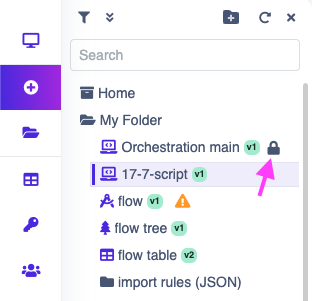 Search
Home
My Folder
Orchestration main v1
17-7-script v1
flow v1
flow tree v1
flow table v2
import rules (JSON)